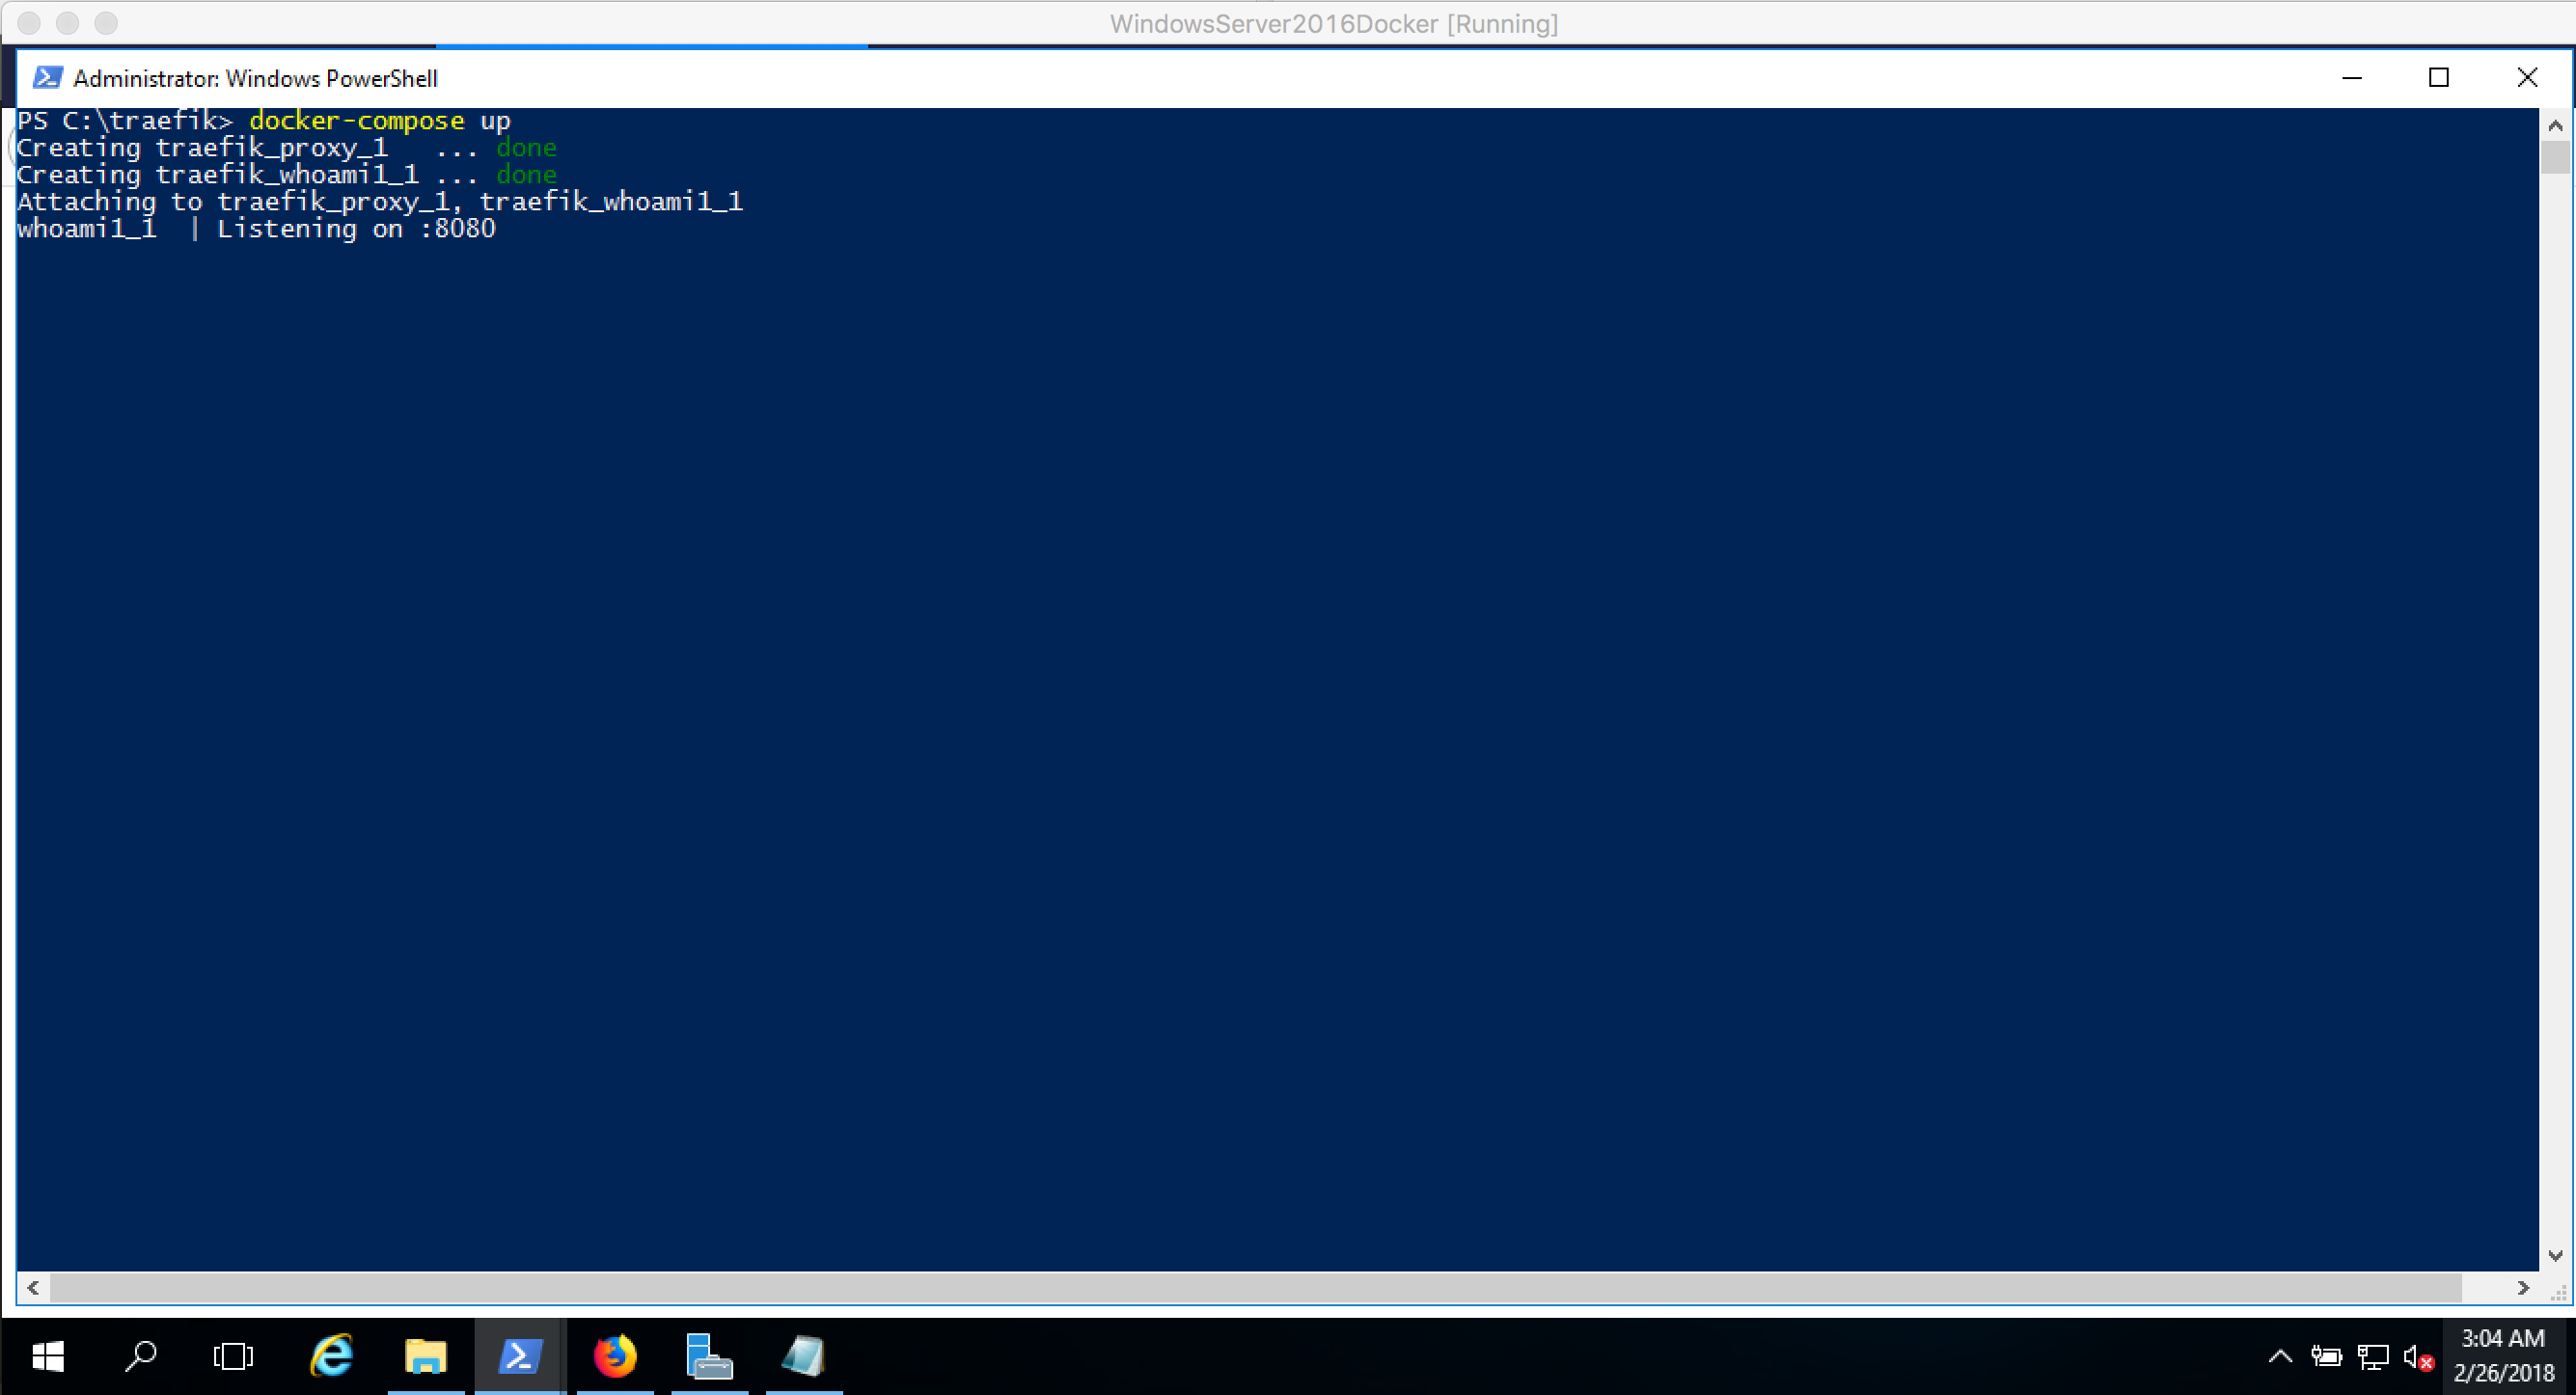 WindowsServer2016Docker [Running]
Administrator: Windows PowerShell
PS C:\traefik> docker-compose up
Creating traefik_proxy_1   ... done
Creating traefik_whoami1_1 ... done
Attaching to traefik_proxy_1, traefik_whoami1_1
whoami1_1  | Listening on :8080
3:04 AM
2/26/2018